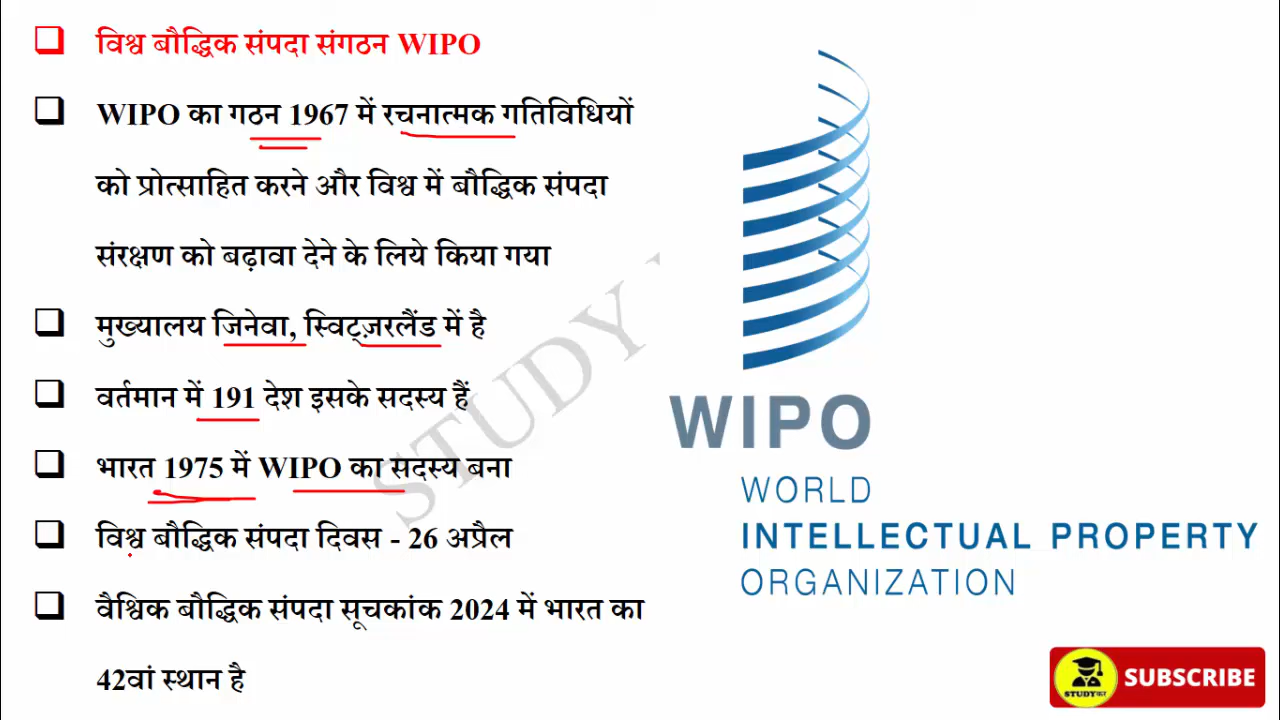 विश्व बौद्धिक संपदा संगठन WIPO
WIPO का गठन 1967 में रचनात्मक गतिविधियों
को प्रोत्साहित करने और विश्व में बौद्धिक संपदा
संरक्षण को बढ़ावा देने के लिये किया गया
मुख्यालय जिनेवा, स्विट्ज़रलैंड में है
वर्तमान में 191 देश इसके सदस्य हैं
भारत 1975 में WIPO का सदस्य बना
विश्व बौद्धिक संपदा दिवस - 26 अप्रैल
वैश्विक बौद्धिक संपदा सूचकांक 2024 में भारत का
42वां स्थान है
STUDY
WIPO
WORLD
INTELLECTUAL PROPERTY
ORGANIZATION
STUDYका
SUBSCRIBE